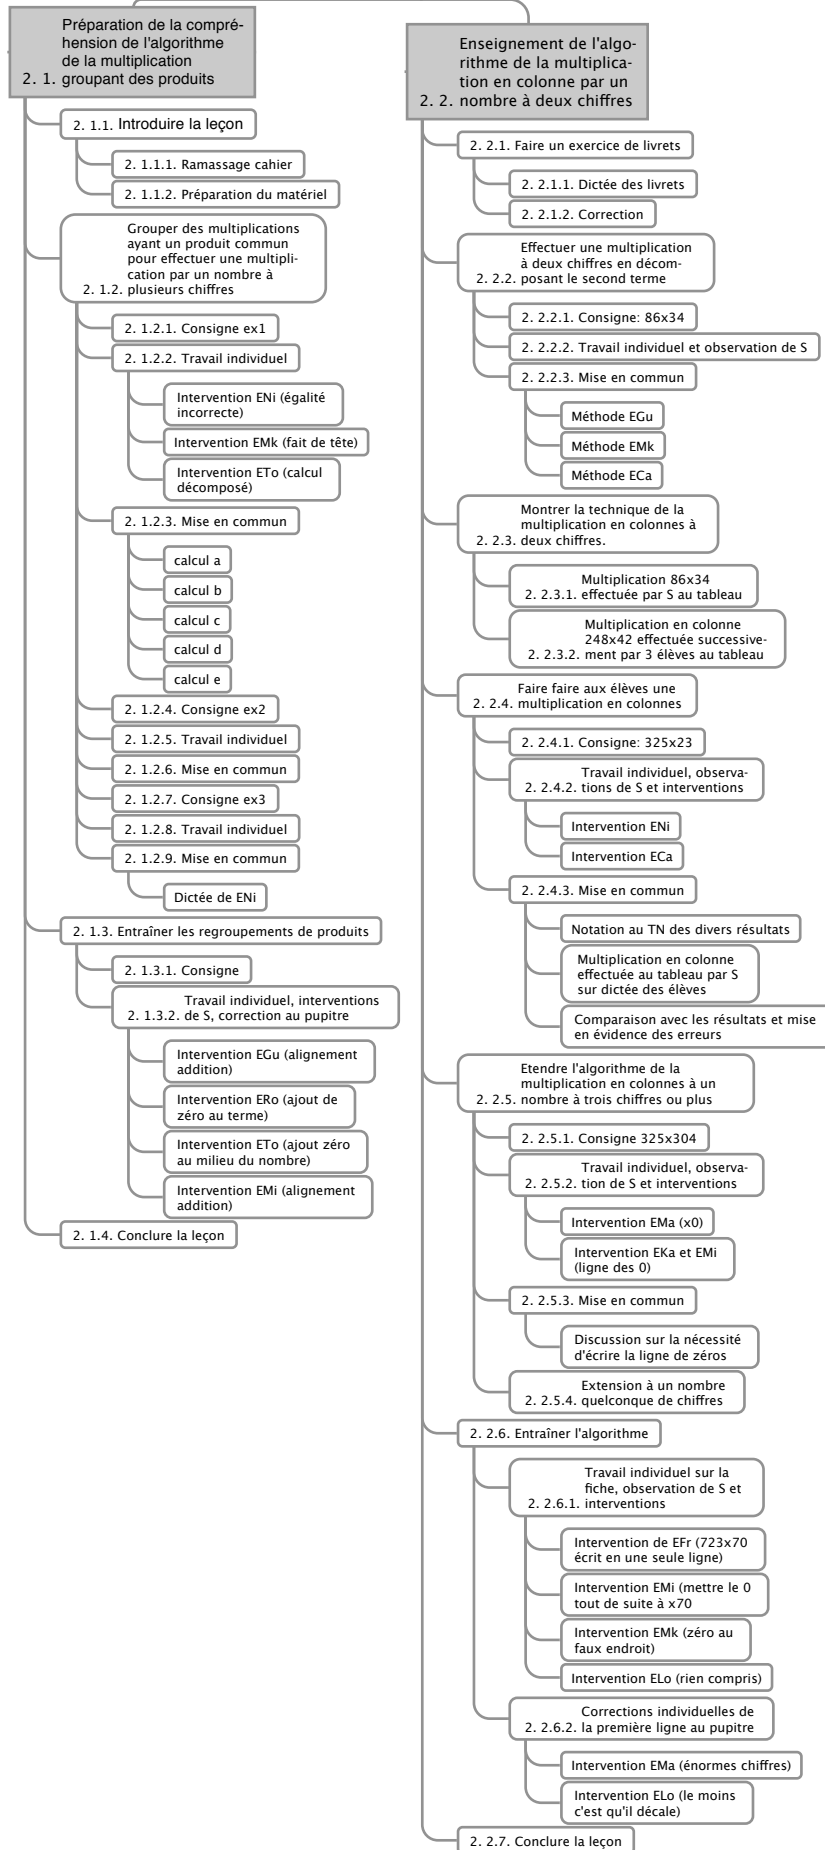 Préparation de la compré-
hension de l'algorithme
de la multiplication
2. 1. groupant des produits
2. 1.1. Introduire la leçon
2. 1.1.1. Ramassage cahier
2. 1.1.2. Préparation du matériel
Grouper des multiplications
ayant un produit commun
pour effectuer une multipli-
cation par un nombre à
2. 1.2. plusieurs chiffres
2. 1.2.1. Consigne ex1
2. 1.2.2. Travail individuel
Intervention ENi (égalité
incorrecte)
Intervention EMk (fait de tête)
Intervention ETo (calcul
décomposé)
2. 1.2.3. Mise en commun
calcul a
calcul b
calcul c
calcul d
calcul e
2. 1.2.4. Consigne ex2
2. 1.2.5. Travail individuel
2. 1.2.6. Mise en commun
2. 1.2.7. Consigne ex3
2. 1.2.8. Travail individuel
2. 1.2.9. Mise en commun
Dictée de ENi
2. 1.3. Entraîner les regroupements de produits
2. 1.3.1. Consigne
Travail individuel, interventions
2. 1.3.2. de S, correction au pupitre
Intervention EGu (alignement
addition)
Intervention ERo (ajout de
zéro au terme)
Intervention ETo (ajout zéro
au milieu du nombre)
Intervention EMi (alignement
addition)
2. 1.4. Conclure la leçon
Enseignement de l'algo-
rithme de la multiplica-
tion en colonne par un
2. 2. nombre à deux chiffres
2. 2.1. Faire un exercice de livrets
2. 2.1.1. Dictée des livrets
2. 2.1.2. Correction
Effectuer une multiplication
à deux chiffres en décom-
2. 2.2. posant le second terme
2. 2.2.1. Consigne: 86x34
2. 2.2.2. Travail individuel et observation de S
2. 2.2.3. Mise en commun
Méthode EGu
Méthode EMk
Méthode ECa
Montrer la technique de la
multiplication en colonnes à
2. 2.3. deux chiffres.
Multiplication 86x34
2. 2.3.1. effectuée par S au tableau
Multiplication en colonne
248x42 effectuée successive-
2. 2.3.2. ment par 3 élèves au tableau
Faire faire aux élèves une
2. 2.4. multiplication en colonnes
2. 2.4.1. Consigne: 325x23
Travail individuel, observa-
2. 2.4.2. tions de S et interventions
Intervention ENi
Intervention ECa
2. 2.4.3. Mise en commun
Notation au TN des divers résultats
Multiplication en colonne
effectuée au tableau par S
sur dictée des élèves
Comparaison avec les résultats et mise
en évidence des erreurs
Etendre l'algorithme de la
multiplication en colonnes à un
2. 2.5. nombre à trois chiffres ou plus
2. 2.5.1. Consigne 325x304
Travail individuel, observa-
2. 2.5.2. tion de S et interventions
Intervention EMa (x0)
Intervention EKa et EMi
(ligne des 0)
2. 2.5.3. Mise en commun
Discussion sur la nécessité
d'écrire la ligne de zéros
Extension à un nombre
2. 2.5.4. quelconque de chiffres
2. 2.6. Entraîner l'algorithme
Travail individuel sur la
fiche, observation de S et
2. 2.6.1. interventions
Intervention de EFr (723x70
écrit en une seule ligne)
Intervention EMi (mettre le 0
tout de suite à x70
Intervention EMk (zéro au
faux endroit)
Intervention ELo (rien compris)
Corrections individuelles de
2. 2.6.2. la première ligne au pupitre
Intervention EMa (énormes chiffres)
Intervention ELo (le moins
c'est qu'il décale)
2. 2.7. Conclure la leçon